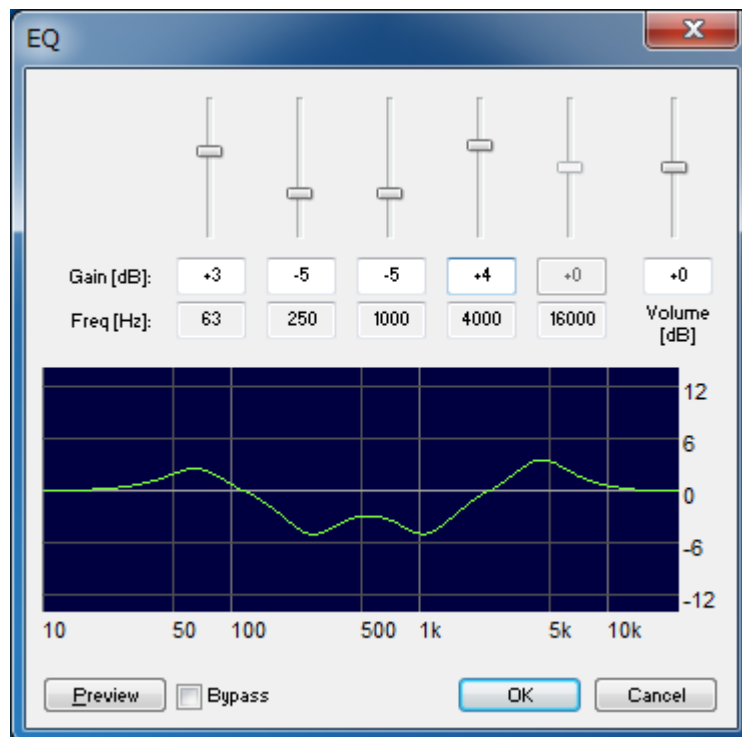 EQ
Gain [dB]: +3 -5 -5 +4 +0 +0
Freq [Hz]: 63 250 1000 4000 16000 Volume
[dB]
12
6
0
-6
-12
10 50 100 500 1k 5k 10k
Preview Bypass OK Cancel